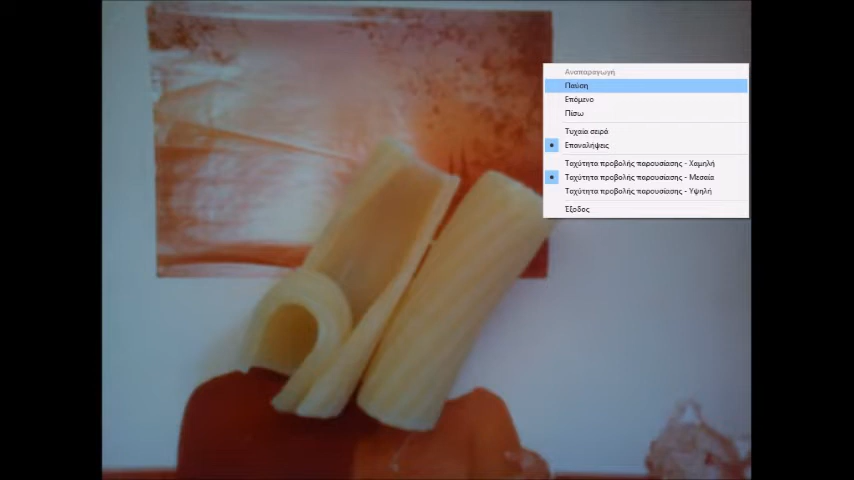 Αναπαραγωγή
Παύση
Επόμενο
Πίσω
Τυχαία σειρά
Επαναλήψεις
Ταχύτητα προβολής παρουσίασης - Χαμηλή
Ταχύτητα προβολής παρουσίασης - Μεσαία
Ταχύτητα προβολής παρουσίασης - Υψηλή
Έξοδος